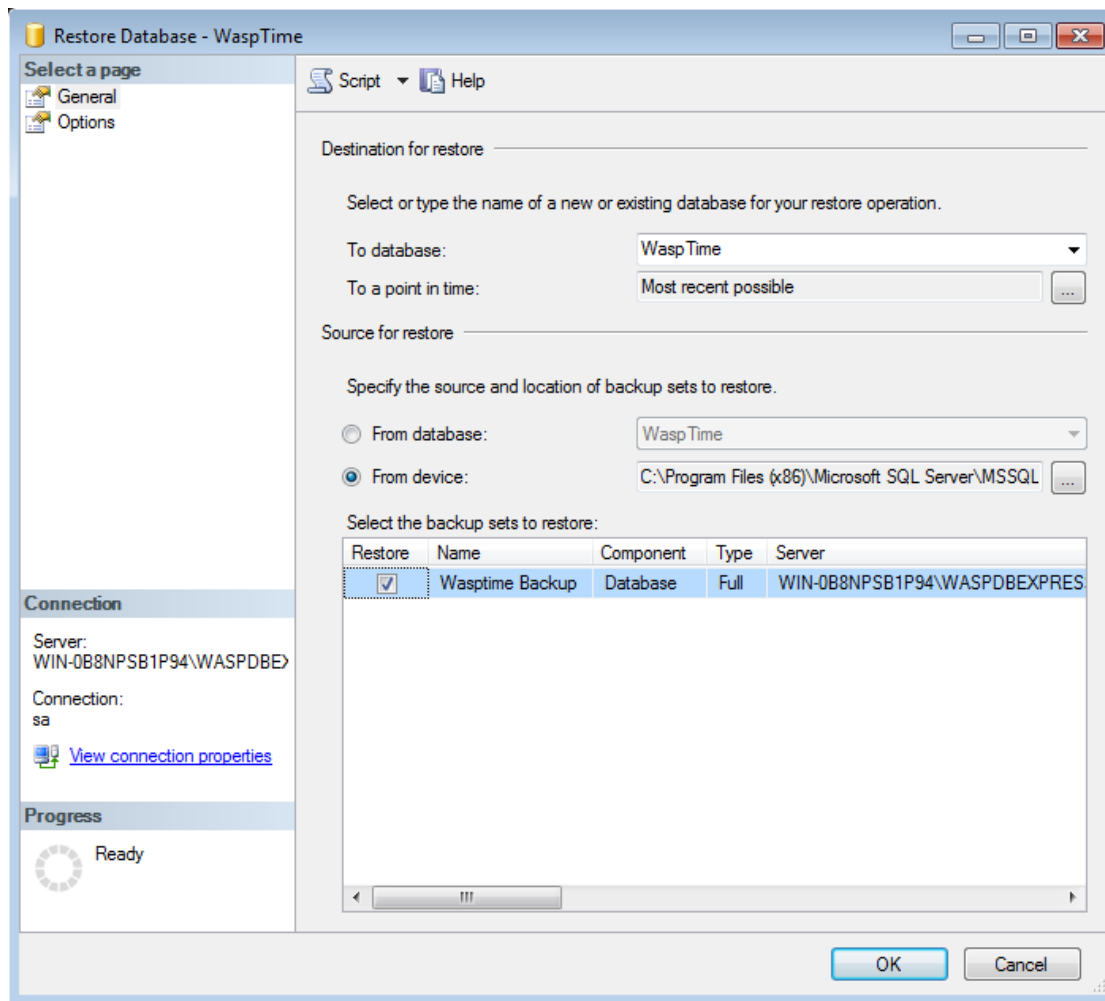 Restore Database - WaspTime
Select a page
General
Options
Script
Help
Destination for restore
Select or type the name of a new or existing database for your restore operation.
To database:
WaspTime
To a point in time:
Most recent possible
...
Source for restore
Specify the source and location of backup sets to restore.
From database:
WaspTime
From device:
C:\Program Files (x86)\Microsoft SQL Server\MSSQL
...
Select the backup sets to restore:
Restore Name Component Type Server
Wasptime Backup Database Full WIN-0B8NPSB1P94\WASPDBEXPRES
Connection
Server:
WIN-0B8NPSB1P94\WASPDBEX
Connection:
sa
View connection properties
Progress
Ready
OK
Cancel